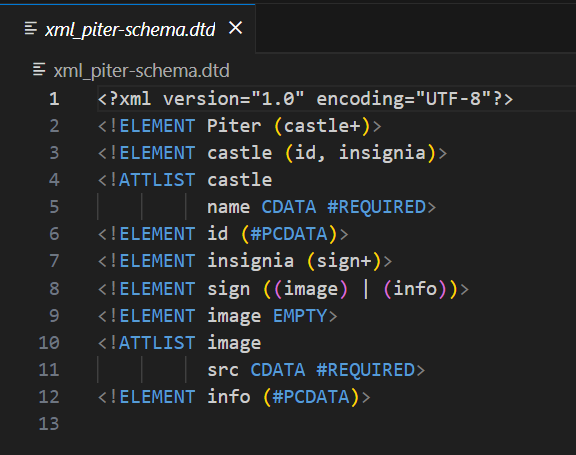 xml_piter-schema.dtd
xml_piter-schema.dtd
1 <?xml version="1.0" encoding="UTF-8"?>
2 <!ELEMENT Piter (castle+)>
3 <!ELEMENT castle (id, insignia)>
4 <!ATTLIST castle
5 name CDATA #REQUIRED>
6 <!ELEMENT id (#PCDATA)>
7 <!ELEMENT insignia (sign+)>
8 <!ELEMENT sign ((image) | (info))>
9 <!ELEMENT image EMPTY>
10 <!ATTLIST image
11 src CDATA #REQUIRED>
12 <!ELEMENT info (#PCDATA)>
13